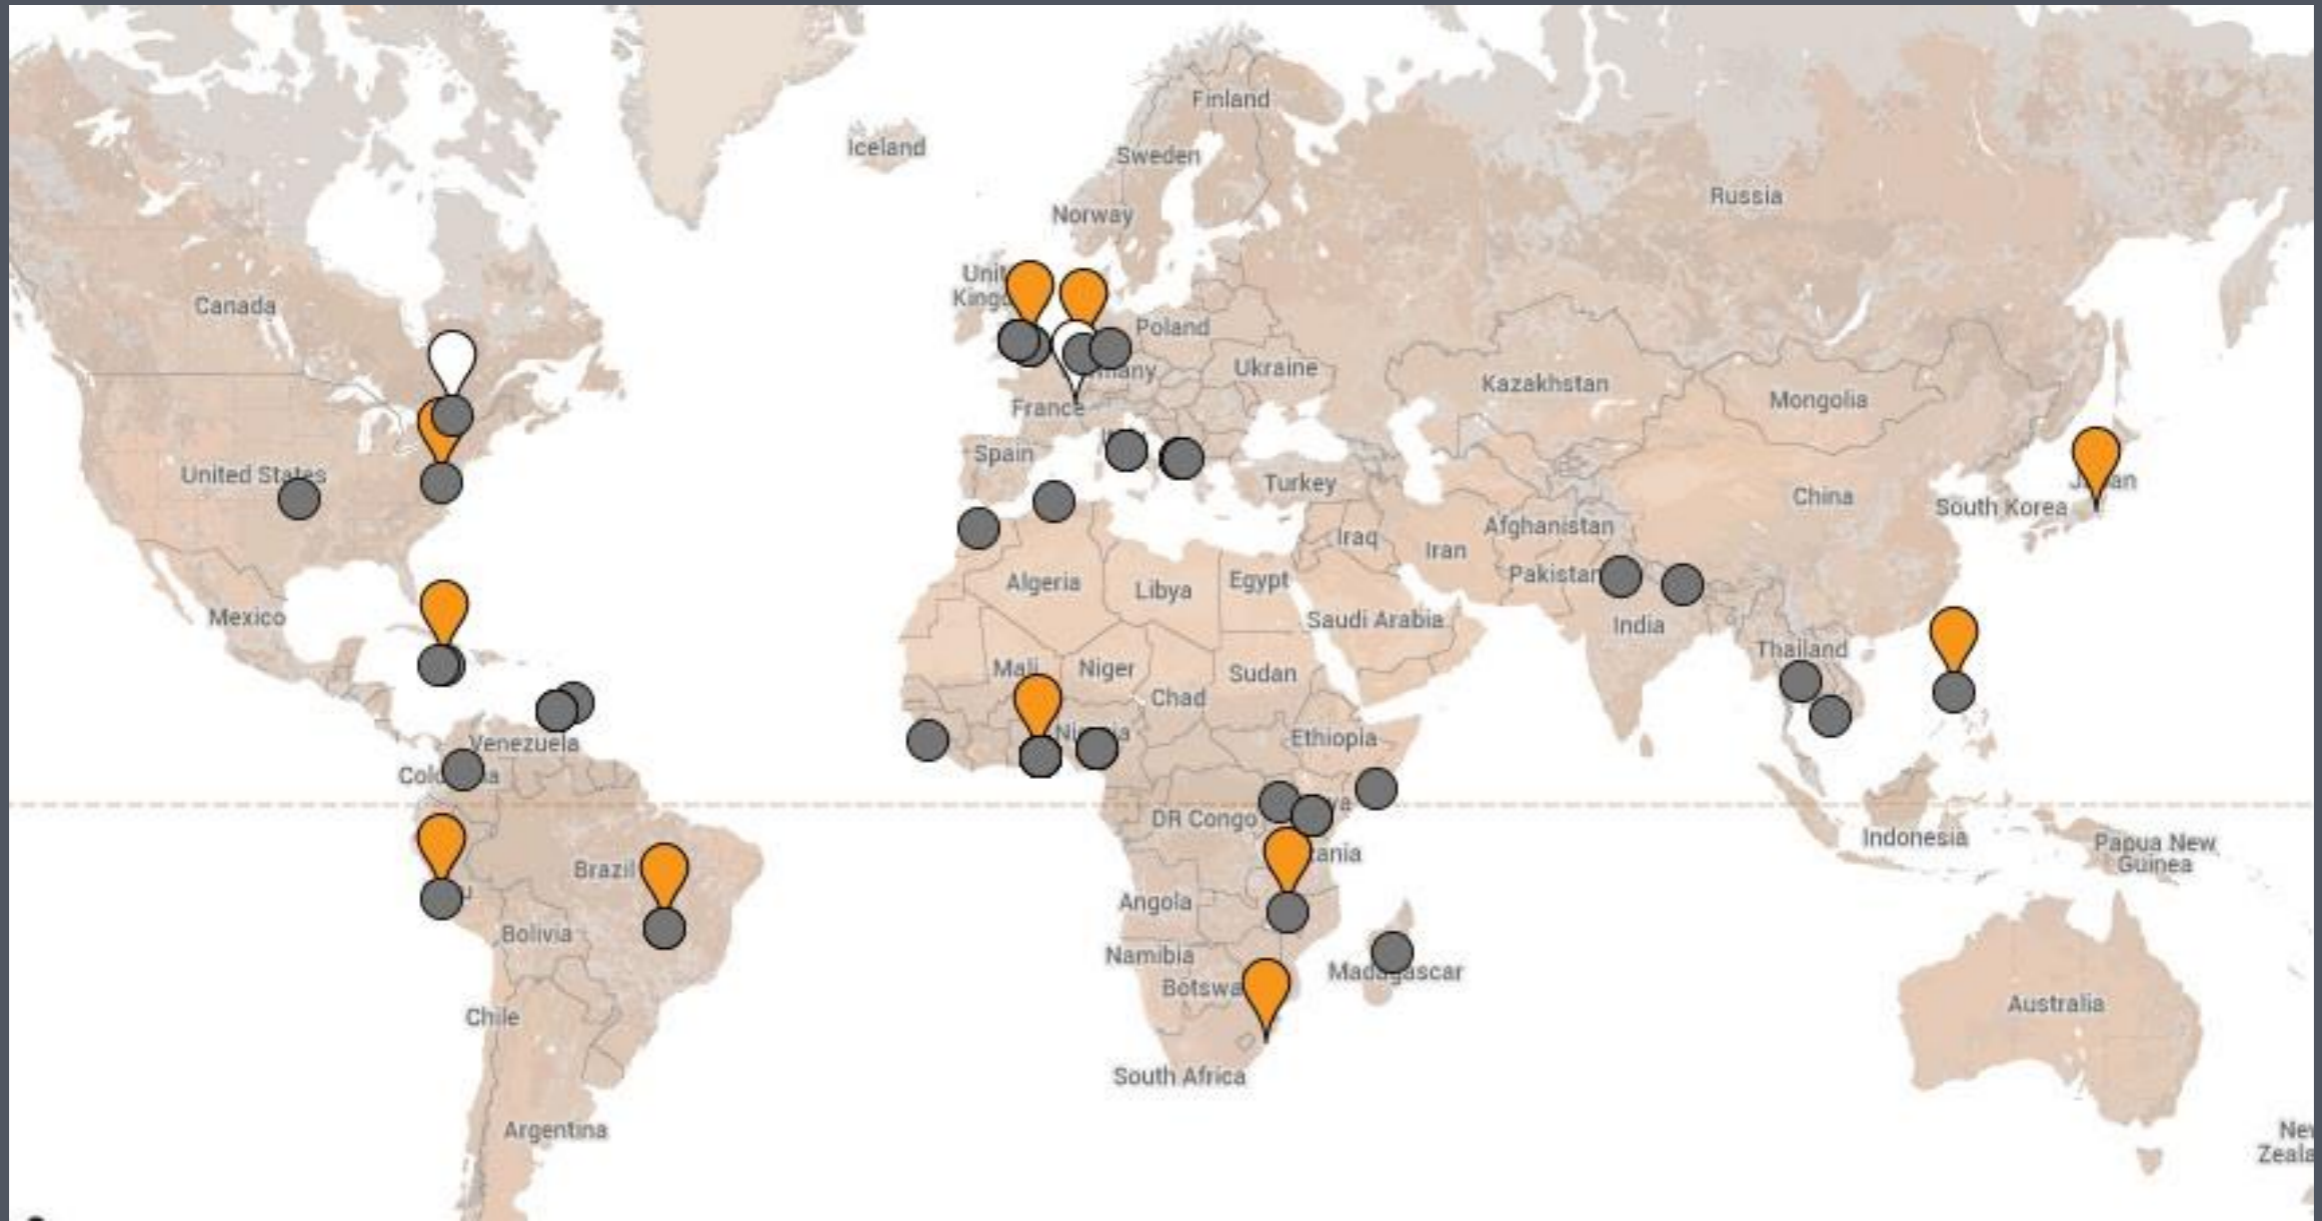 Finland
Iceland
Sweden
Russia
Norway
Canada
Poland
Ukraine
Kazakhstan
Mongolia
France
Spain
United States
Turkey
China
South Korea
Afghanistan
Iraq
Iran
Pakistan
Algeria
Libya
Egypt
Mexico
Saudi Arabia
India
Thailand
Mali
Niger
Sudan
Chad
Venezuela
Ethiopia
DR Congo
Indonesia
Papua New
Guinea
Brazil
Angola
Bolivia
Namibia
Madagascar
Botswa
Chile
Australia
South Africa
Argentina